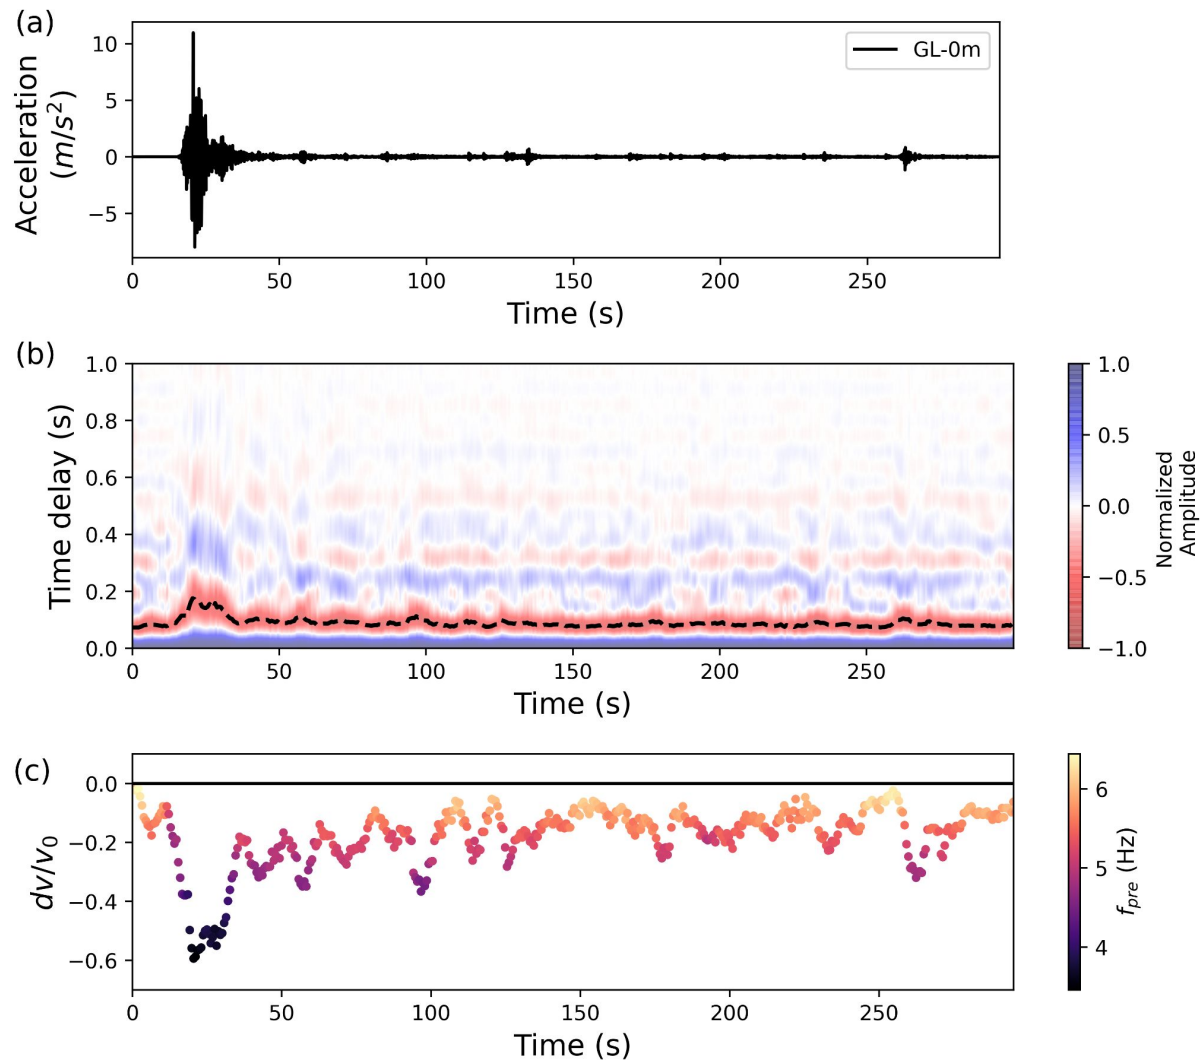 (a)
Acceleration
(m/s²)
10
5
0
−5
GL-0m
0 50 100 150 200 250
Time (s)
(b)
Time delay (s)
1.0
0.8
0.6
0.4
0.2
0.0
0 50 100 150 200 250
Time (s)
1.0
0.5
0.0
−0.5
−1.0
Normalized
Amplitude
(c)
dv/v₀
0.0
−0.2
−0.4
−0.6
0 50 100 150 200 250
Time (s)
6
5
4
f_pre (Hz)